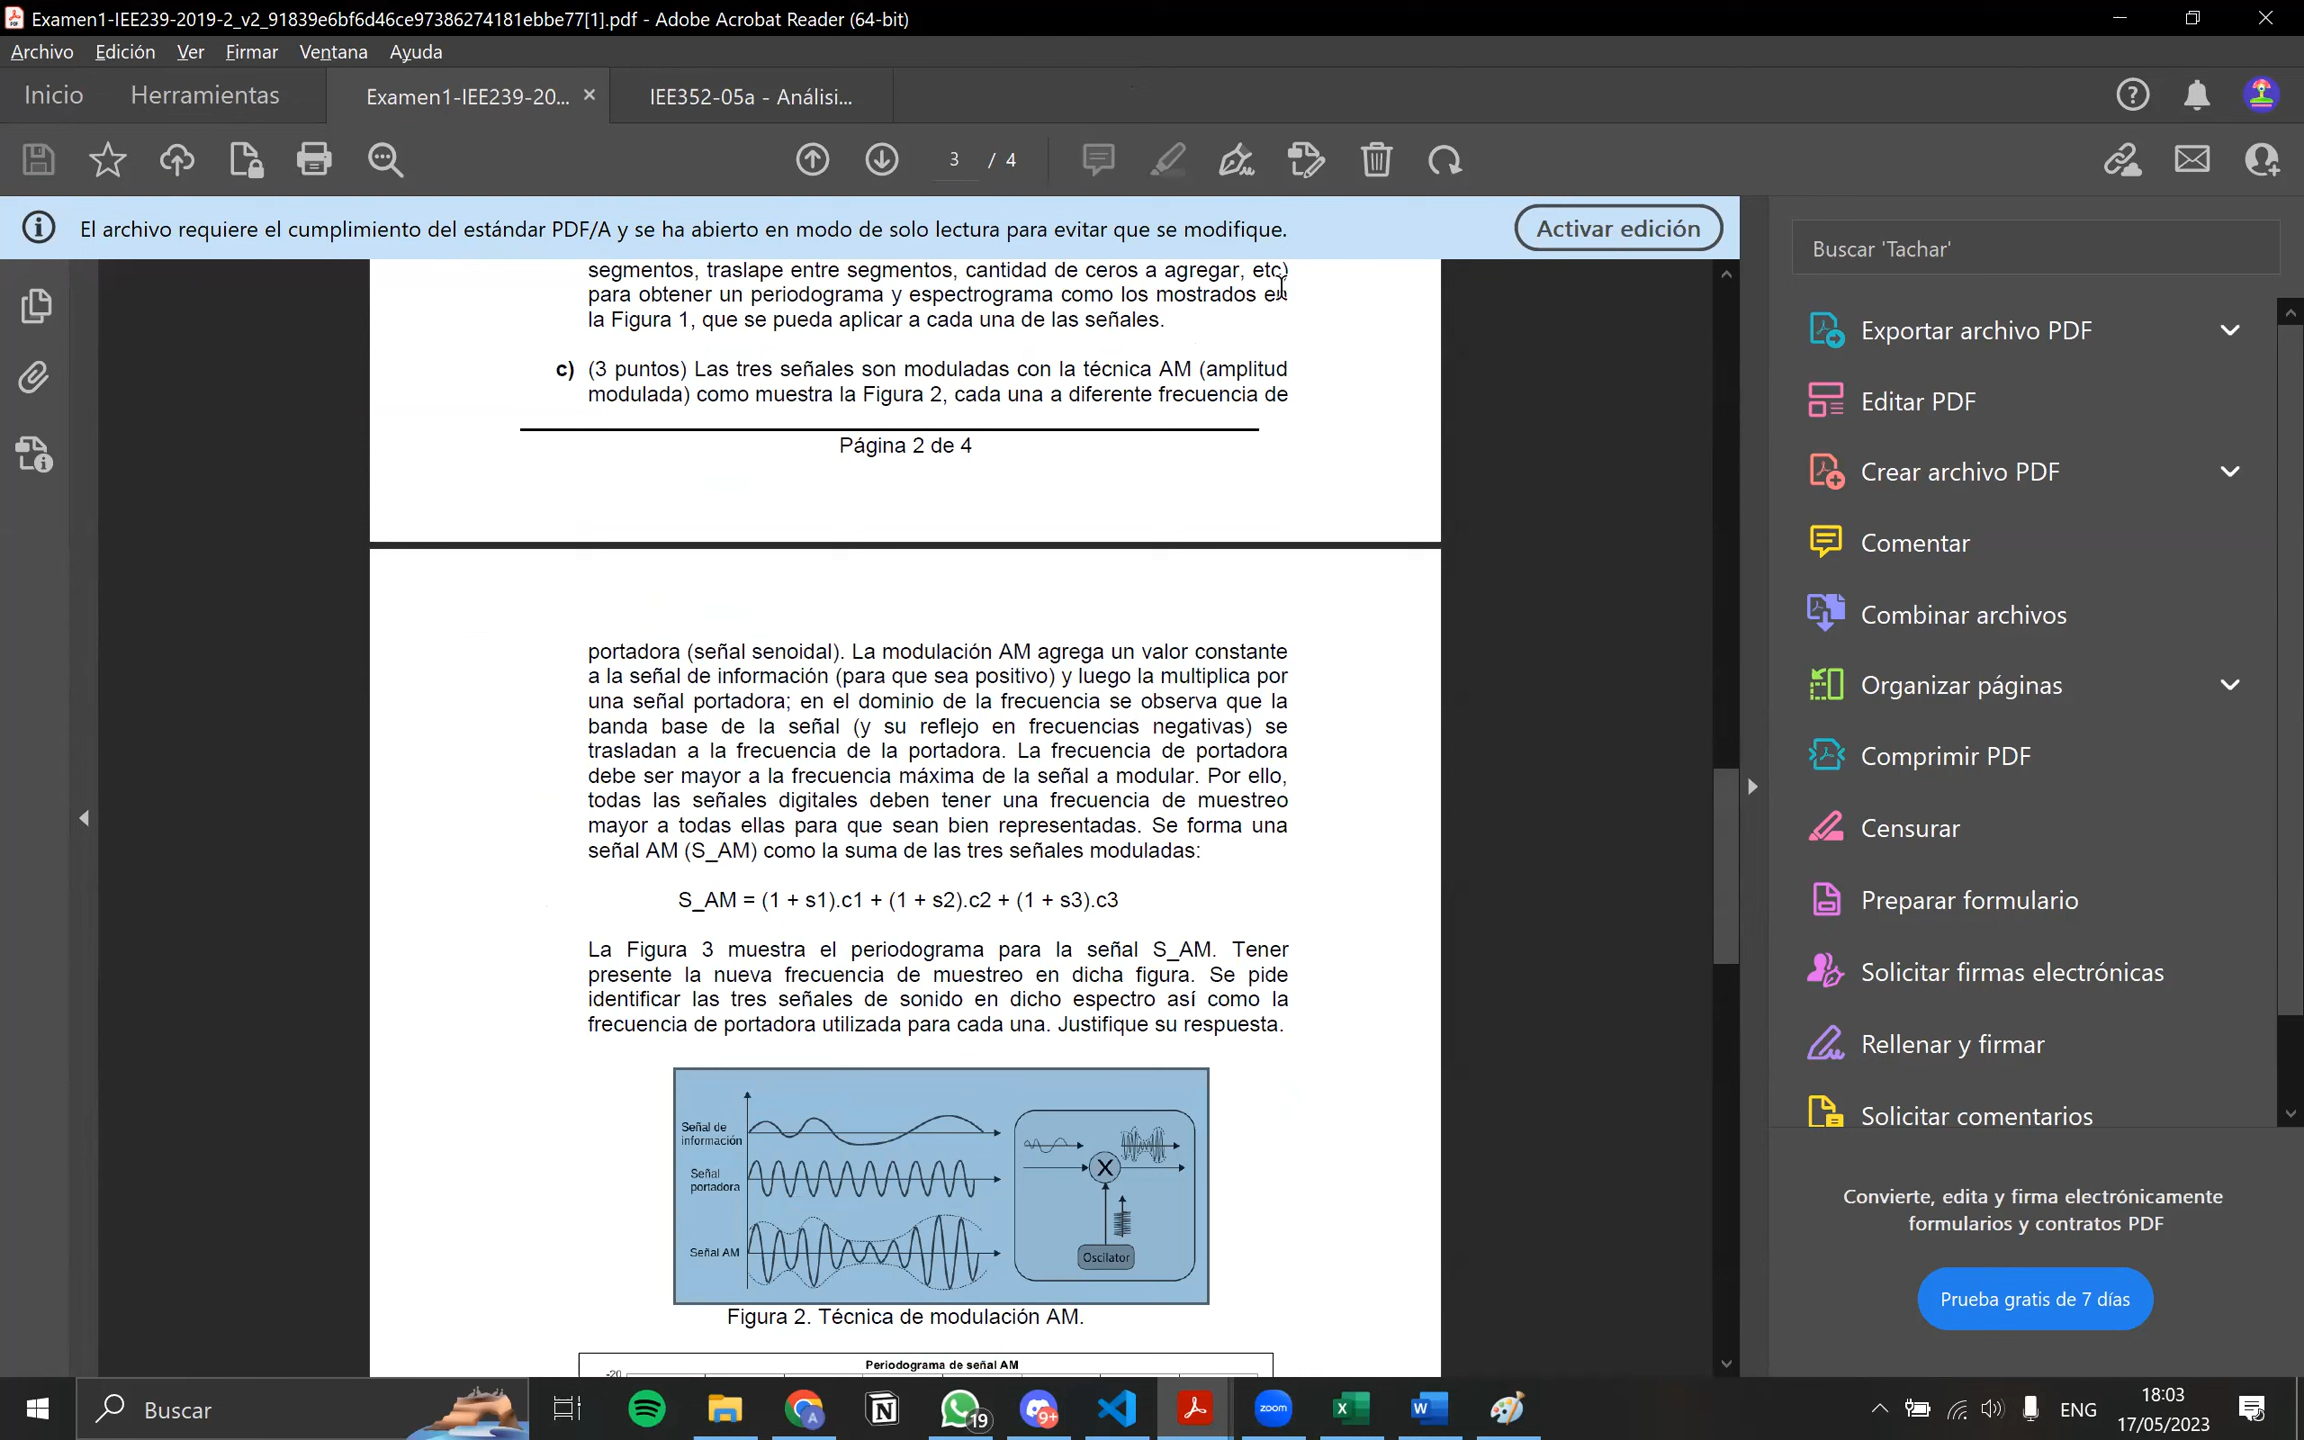 Examen1-IEE239-2019-2_v2_91839e6bf6d46ce97386274181ebbe77[1].pdf - Adobe Acrobat Reader (64-bit)
Archivo Edición Ver Firmar Ventana Ayuda
Inicio Herramientas Examen1-IEE239-20... × IEE352-05a - Análisi...
3 / 4
El archivo requiere el cumplimiento del estándar PDF/A y se ha abierto en modo de solo lectura para evitar que se modifique.
Activar edición
Buscar 'Tachar'
segmentos, traslape entre segmentos, cantidad de ceros a agregar, etc)
para obtener un periodograma y espectrograma como los mostrados en
la Figura 1, que se pueda aplicar a cada una de las señales.
c) (3 puntos) Las tres señales son moduladas con la técnica AM (amplitud
modulada) como muestra la Figura 2, cada una a diferente frecuencia de
Página 2 de 4
portadora (señal senoidal). La modulación AM agrega un valor constante
a la señal de información (para que sea positivo) y luego la multiplica por
una señal portadora; en el dominio de la frecuencia se observa que la
banda base de la señal (y su reflejo en frecuencias negativas) se
trasladan a la frecuencia de la portadora. La frecuencia de portadora
debe ser mayor a la frecuencia máxima de la señal a modular. Por ello,
todas las señales digitales deben tener una frecuencia de muestreo
mayor a todas ellas para que sean bien representadas. Se forma una
señal AM (S_AM) como la suma de las tres señales moduladas:
S_AM = (1 + s1).c1 + (1 + s2).c2 + (1 + s3).c3
La Figura 3 muestra el periodograma para la señal S_AM. Tener
presente la nueva frecuencia de muestreo en dicha figura. Se pide
identificar las tres señales de sonido en dicho espectro así como la
frecuencia de portadora utilizada para cada una. Justifique su respuesta.
Señal de
información
Señal
portadora
Señal AM
X
Oscilator
Figura 2. Técnica de modulación AM.
Periodograma de señal AM
-20
Exportar archivo PDF
Editar PDF
Crear archivo PDF
Comentar
Combinar archivos
Organizar páginas
Comprimir PDF
Censurar
Preparar formulario
Solicitar firmas electrónicas
Rellenar y firmar
Solicitar comentarios
Convierte, edita y firma electrónicamente
formularios y contratos PDF
Prueba gratis de 7 días
Buscar
19
9+
zoom
ENG
18:03
17/05/2023